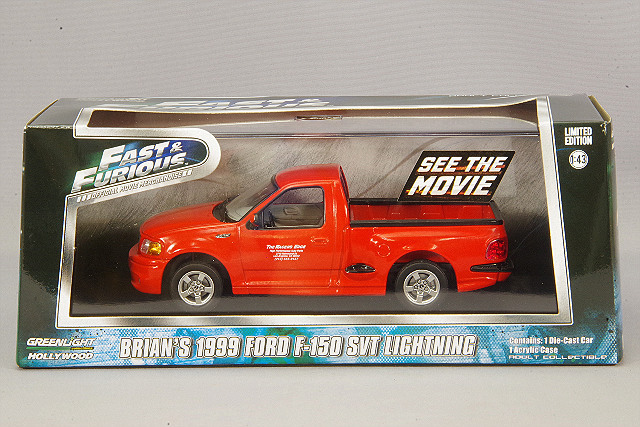 FAST &
FURIOUS
OFFICIAL MOVIE MERCHANDISE
LIMITED
EDITION
1:43
SEE THE
MOVIE
THE RACERS EDGE
GREENLIGHT
HOLLYWOOD
BRIAN'S 1999 FORD F-150 SVT LIGHTNING
Contains: 1 Die-Cast Car
1 Acrylic Case
ADULT COLLECTIBLE